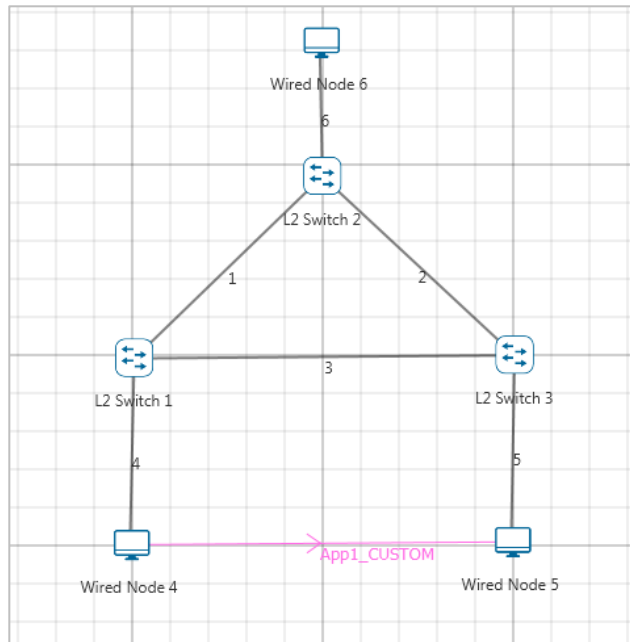 Wired Node 6
6
L2 Switch 2
1
2
3
L2 Switch 1
L2 Switch 3
4
5
App1_CUSTOM
Wired Node 4
Wired Node 5